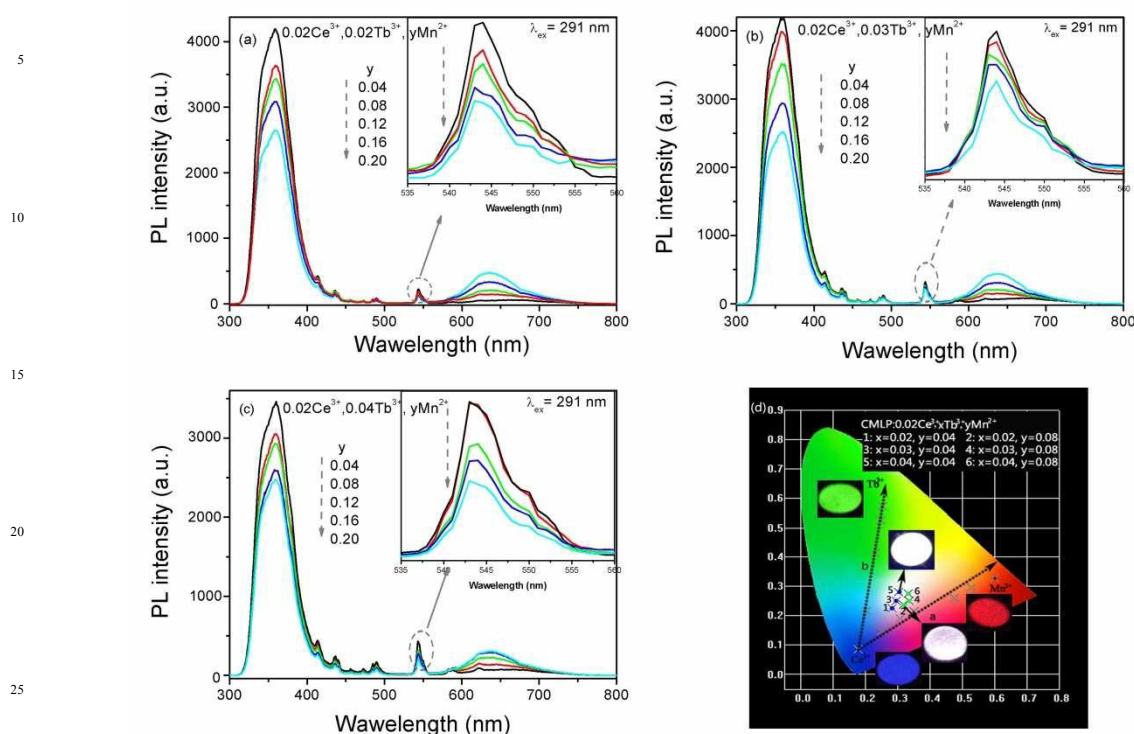 5
10
15
20
25
(a) 0.02Ce³⁺,0.02Tb³⁺, yMn²⁺
λex = 291 nm
y
0.04
0.08
0.12
0.16
0.20
PL intensity (a.u.)
4000
3000
2000
1000
0
535 540 545 550 555 560
Wavelength (nm)
300 400 500 600 700 800
Wawelength (nm)
(b) 0.02Ce³⁺,0.03Tb³⁺, yMn²⁺
λex = 291 nm
y
0.04
0.08
0.12
0.16
0.20
PL intensity (a.u.)
4000
3000
2000
1000
0
535 540 545 550 555 560
Wavelength (nm)
300 400 500 600 700 800
Wawelength (nm)
(c) 0.02Ce³⁺,0.04Tb³⁺, yMn²⁺
λex = 291 nm
y
0.04
0.08
0.12
0.16
0.20
PL intensity (a.u.)
3000
2000
1000
0
535 540 545 550 555 560
Wavelength (nm)
300 400 500 600 700 800
Wavelength (nm)
(d)
CMLP:0.02Ce³⁺xTb³⁺yMn²⁺
1: x=0.02, y=0.04 2: x=0.02, y=0.08
3: x=0.03, y=0.04 4: x=0.03, y=0.08
5: x=0.04, y=0.04 6: x=0.04, y=0.08
0.9
0.8
0.7
0.6
0.5
0.4
0.3
0.2
0.1
0.0
Tb³⁺
b
5 6
3 4
1 2
a
Mn²⁺
Ce³⁺
0.0 0.1 0.2 0.3 0.4 0.5 0.6 0.7 0.8